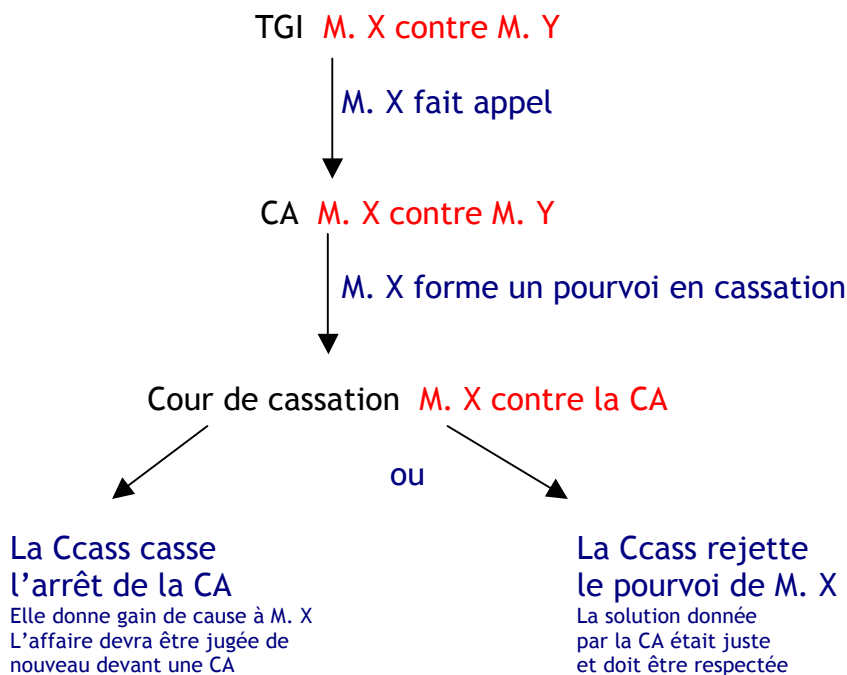 TGI M. X contre M. Y
M. X fait appel
CA M. X contre M. Y
M. X forme un pourvoi en cassation
Cour de cassation M. X contre la CA
ou
La Ccass casse
l’arrêt de la CA
Elle donne gain de cause à M. X
L’affaire devra être jugée de
nouveau devant une CA
La Ccass rejette
le pourvoi de M. X
La solution donnée
par la CA était juste
et doit être respectée